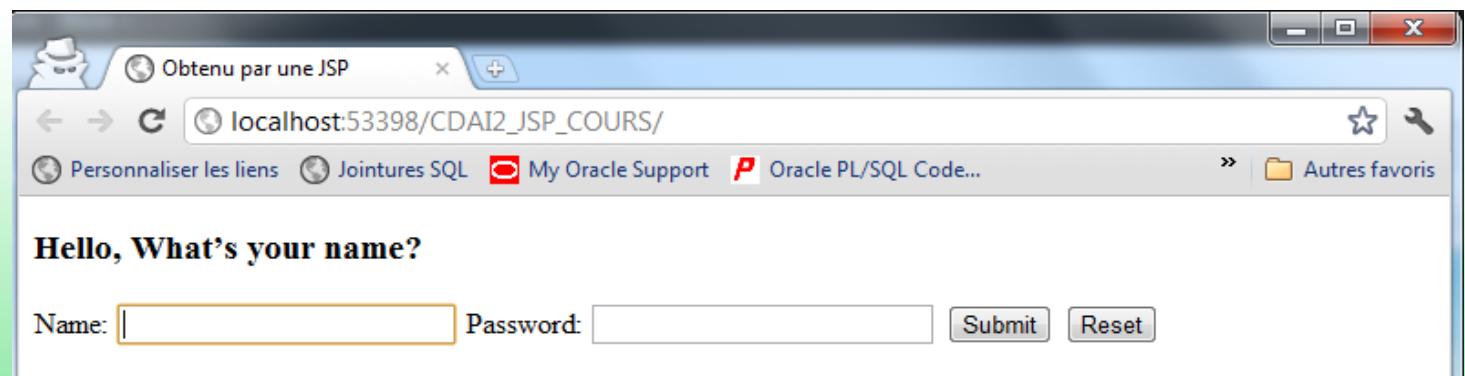 Obtenu par une JSP
localhost:53398/CDAI2_JSP_COURS/
Personnaliser les liens Jointures SQL My Oracle Support P Oracle PL/SQL Code... » Autres favoris
Hello, What’s your name?
Name: Password: Submit Reset